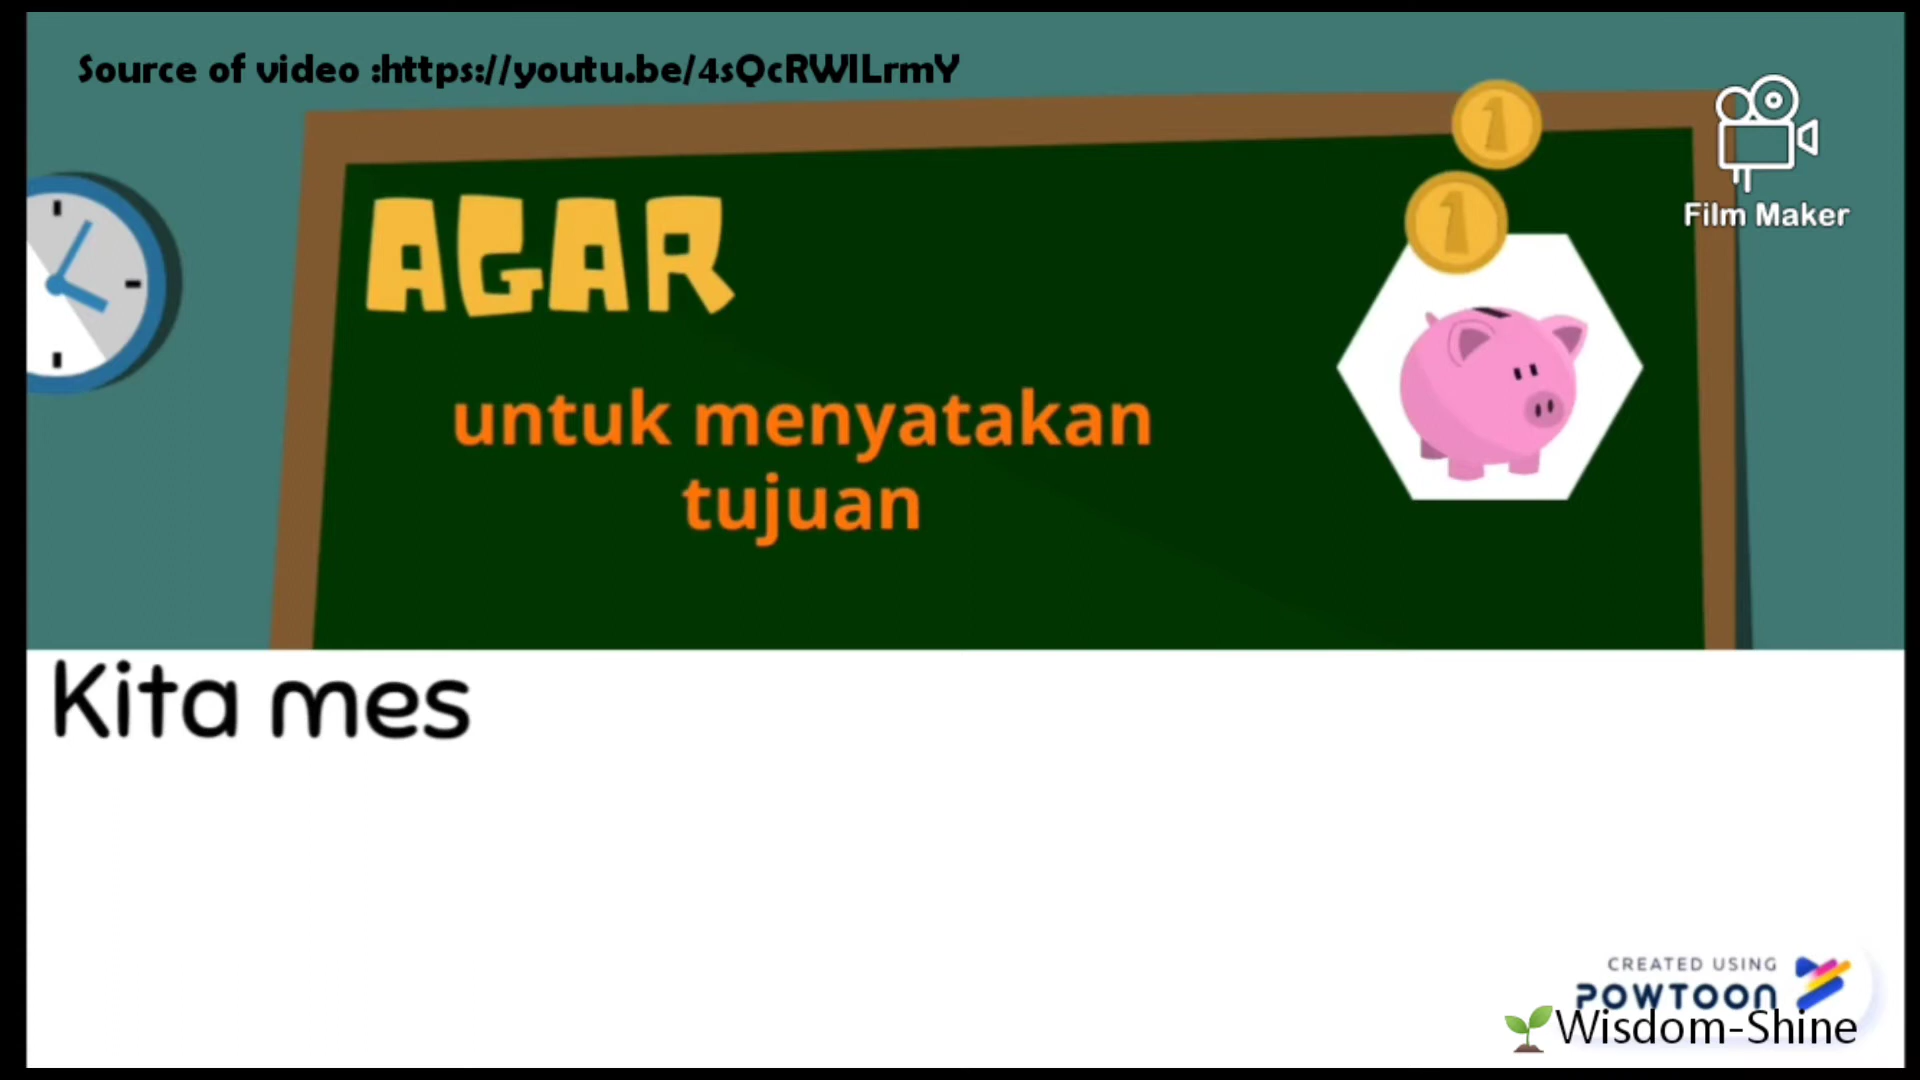 Source of video :https://youtu.be/4sQcRWILrmY
Film Maker
AGAR
untuk menyatakan
tujuan
Kita mes
CREATED USING
POWTOON
Wisdom-Shine